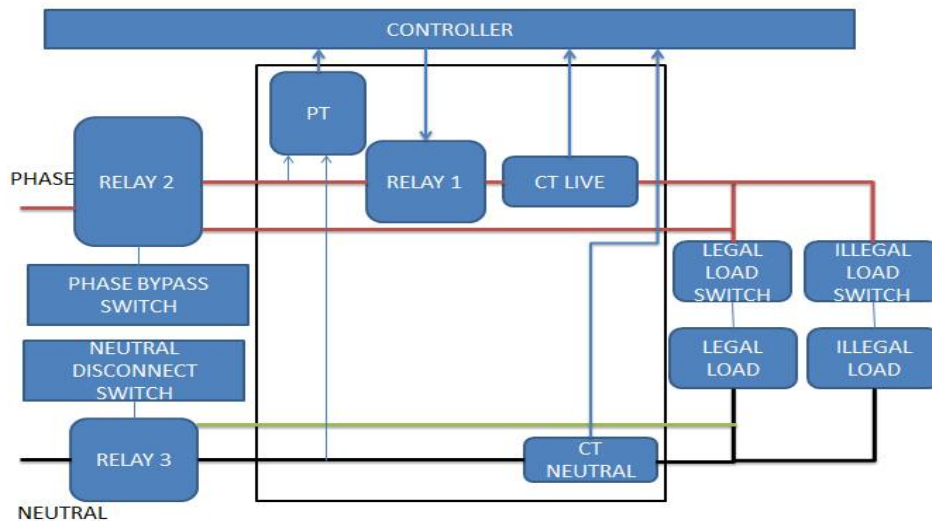 CONTROLLER
PT
PHASE
RELAY 2
RELAY 1
CT LIVE
PHASE BYPASS
SWITCH
LEGAL
LOAD
SWITCH
ILLEGAL
LOAD
SWITCH
NEUTRAL
DISCONNECT
SWITCH
LEGAL
LOAD
ILLEGAL
LOAD
RELAY 3
CT
NEUTRAL
NEUTRAL